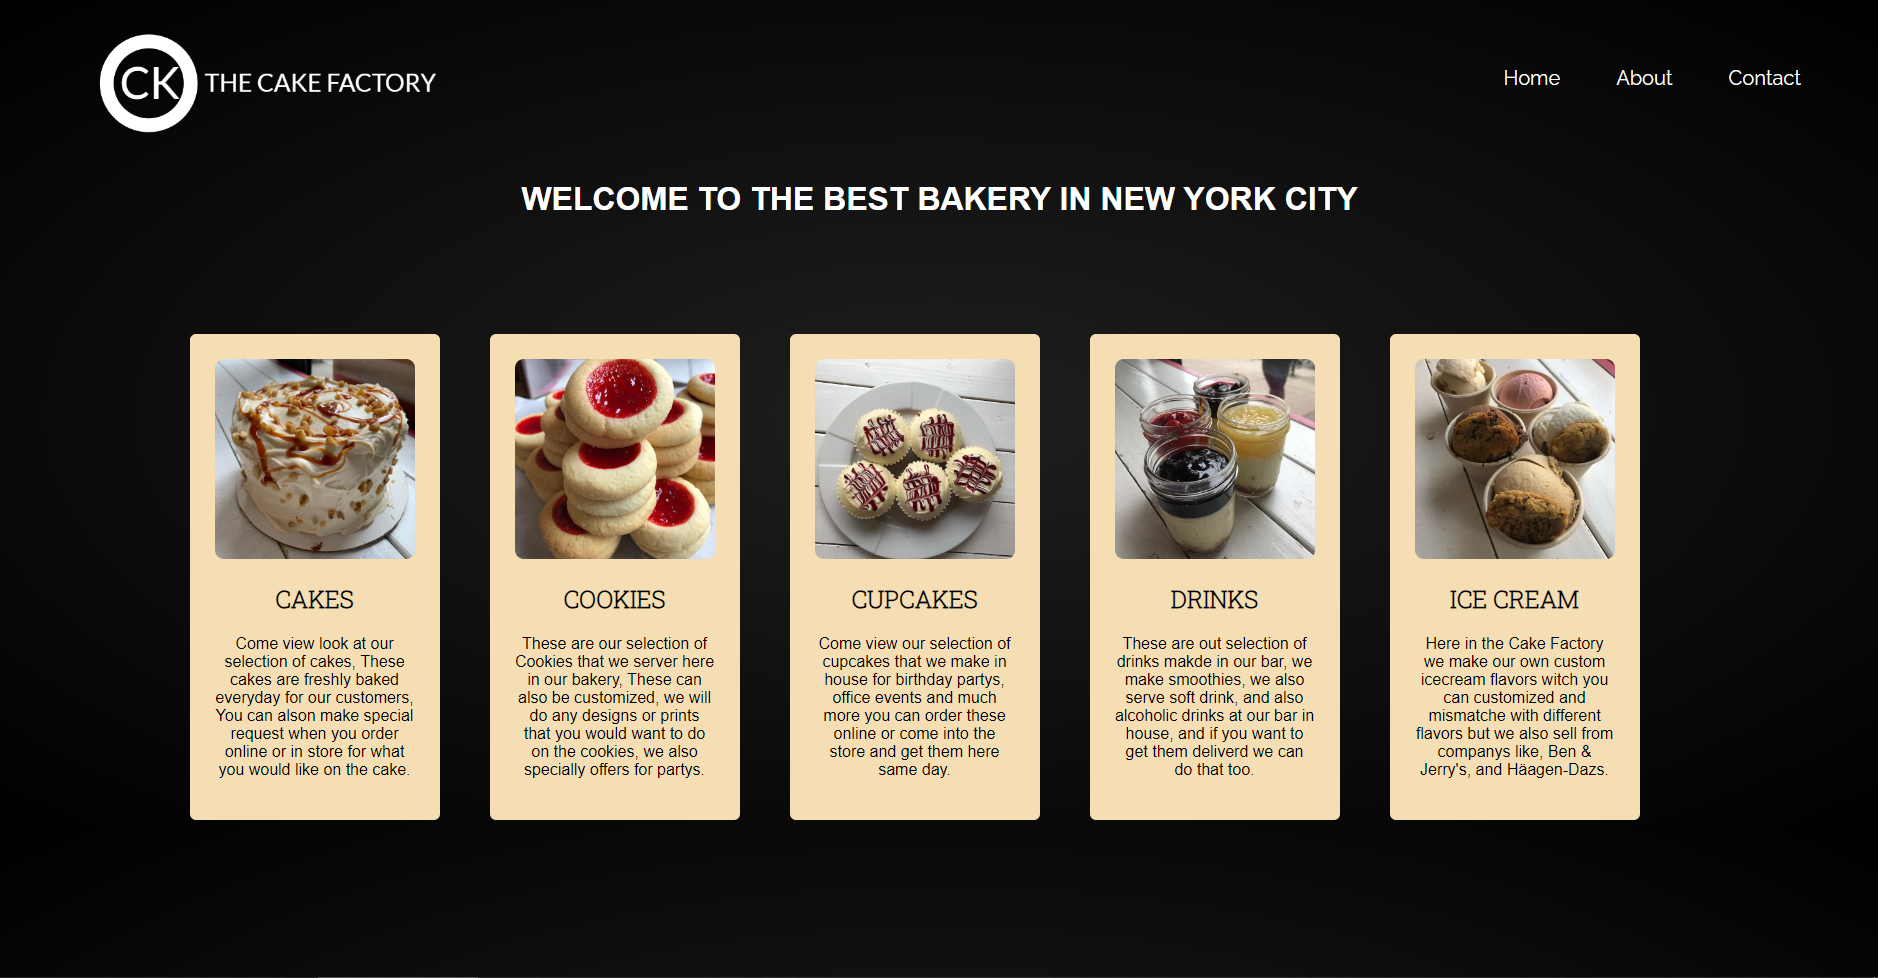 CK THE CAKE FACTORY
Home About Contact
WELCOME TO THE BEST BAKERY IN NEW YORK CITY
CAKES
Come view look at our
selection of cakes, These
cakes are freshly baked
everyday for our customers,
You can alson make special
request when you order
online or in store for what
you would like on the cake.
COOKIES
These are our selection of
Cookies that we server here
in our bakery, These can
also be customized, we will
do any designs or prints
that you would want to do
on the cookies, we also
specially offers for partys.
CUPCAKES
Come view our selection of
cupcakes that we make in
house for birthday partys,
office events and much
more you can order these
online or come into the
store and get them here
same day.
DRINKS
These are out selection of
drinks makde in our bar, we
make smoothies, we also
serve soft drink, and also
alcoholic drinks at our bar in
house, and if you want to
get them deliverd we can
do that too.
ICE CREAM
Here in the Cake Factory
we make our own custom
icecream flavors witch you
can customized and
mismatche with different
flavors but we also sell from
companys like, Ben &
Jerry's, and Häagen-Dazs.